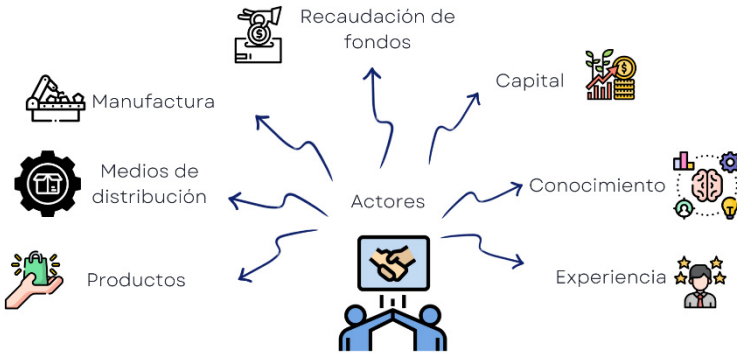 Recaudación de
fondos
Capital
Manufactura
Medios de
distribución
Actores
Conocimiento
Productos
Experiencia